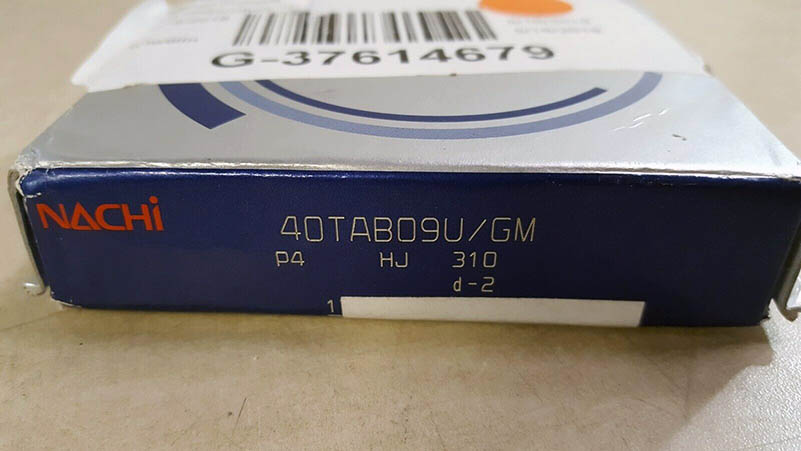 G-37614679
NACHi
40TAB09U/GM
P4 HJ 310
d-2
1